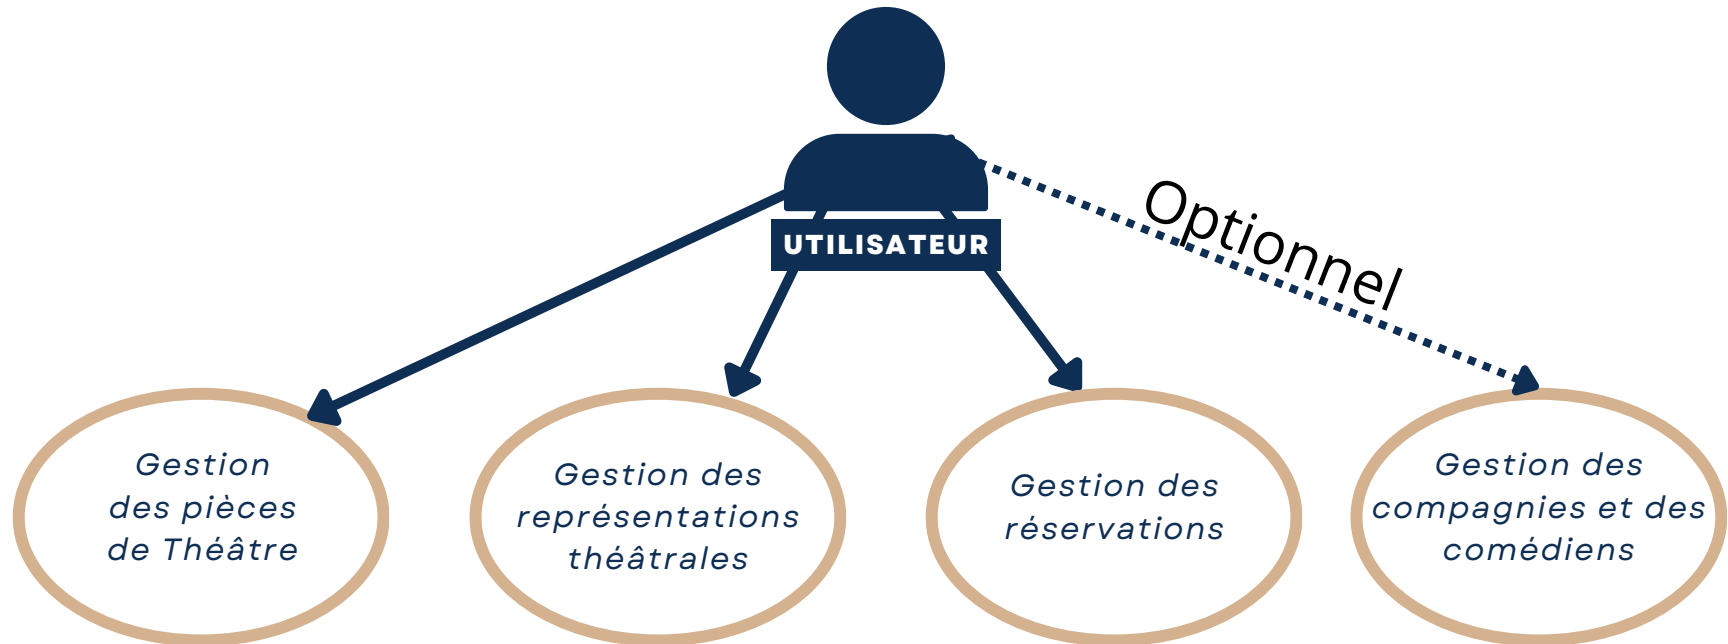 UTILISATEUR
Optionnel
Gestion
des pièces
de Théâtre
Gestion des
représentations
théâtrales
Gestion des
réservations
Gestion des
compagnies et des
comédiens